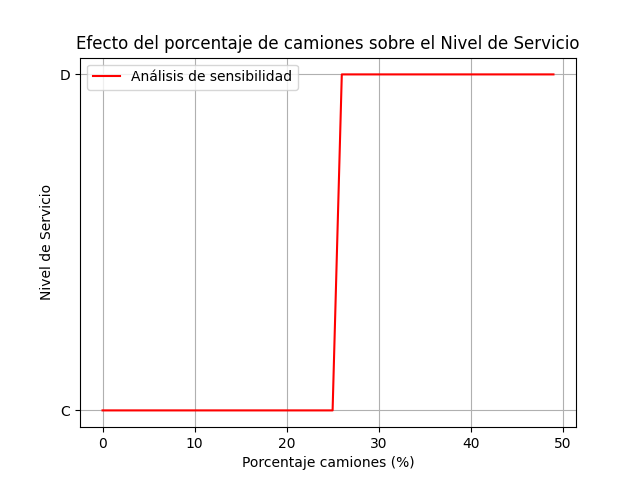 Efecto del porcentaje de camiones sobre el Nivel de Servicio
D
Análisis de sensibilidad
Nivel de Servicio
C
0 10 20 30 40 50
Porcentaje camiones (%)